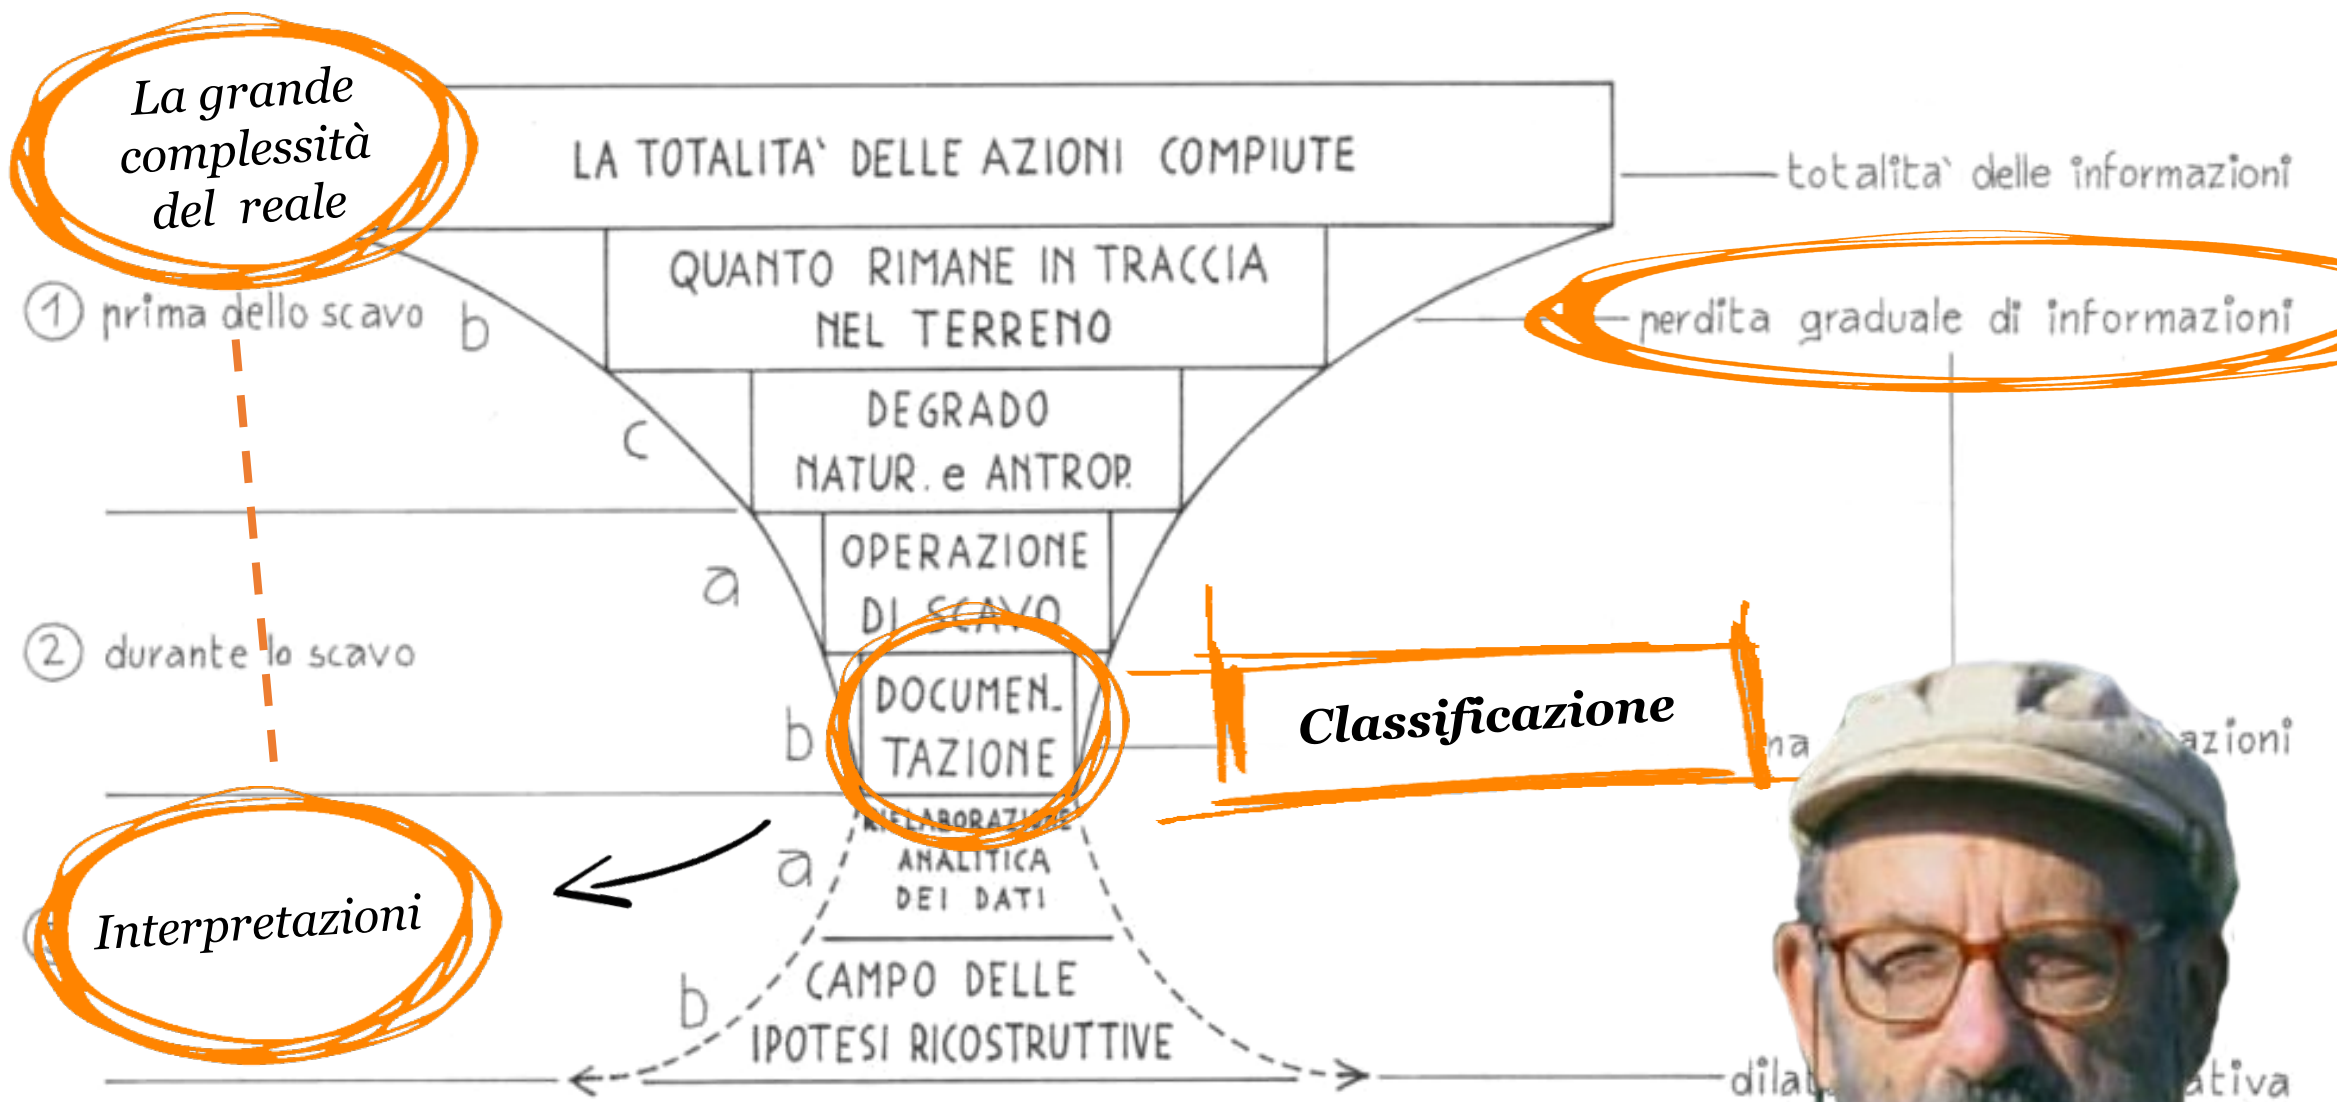 La grande
complessità
del reale
LA TOTALITA' DELLE AZIONI COMPIUTE
totalita' delle informazioni
QUANTO RIMANE IN TRACCIA
NEL TERRENO
1 prima dello scavo
b
perdita graduale di informazioni
DEGRADO
NATUR. e ANTROP.
c
OPERAZIONE
DI SCAVO
a
2 durante lo scavo
DOCUMEN-
TAZIONE
b
Classificazione
RIELABORAZIONE
ANALITICA
DEI DATI
a
Interpretazioni
CAMPO DELLE
IPOTESI RICOSTRUTTIVE
b